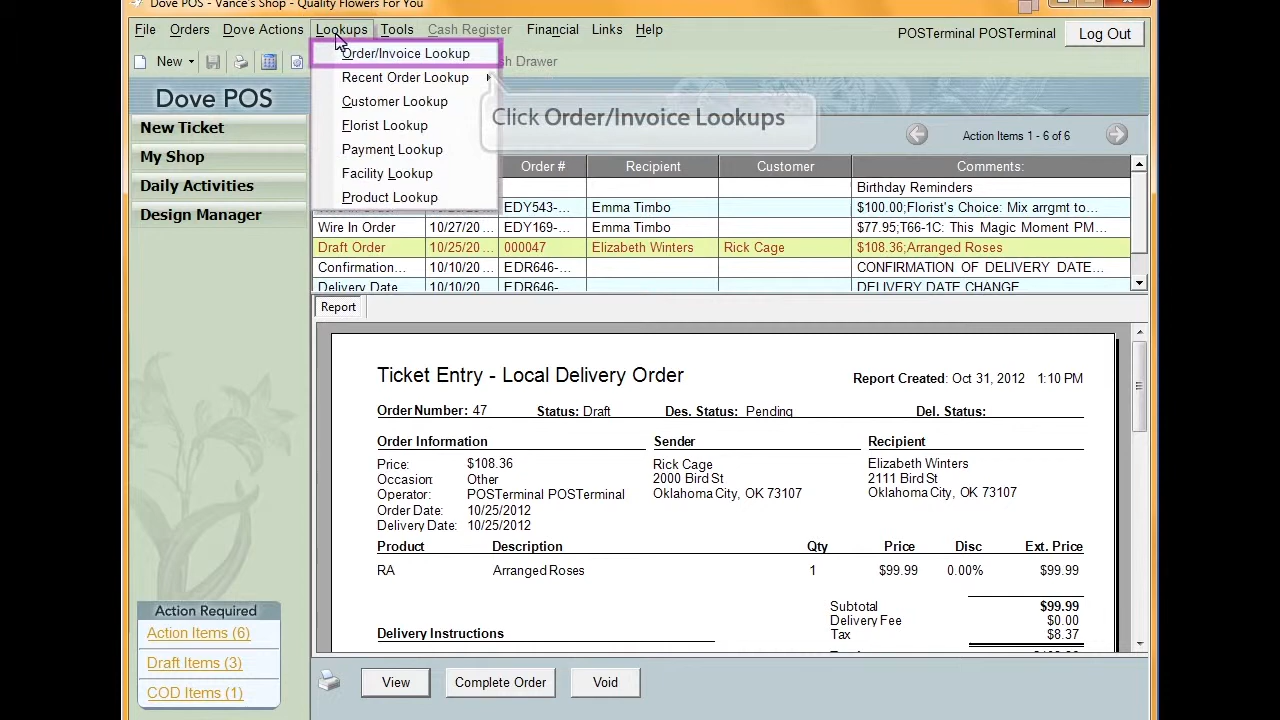 Dove POS - Vance's Shop - Quality Flowers For You
File Orders Dove Actions Lookups Tools Cash Register Financial Links Help
POSTerminal POSTerminal Log Out
New
sh Drawer
Order/Invoice Lookup
Recent Order Lookup
Customer Lookup
Florist Lookup
Payment Lookup
Facility Lookup
Product Lookup
Click Order/Invoice Lookups
Dove POS
New Ticket
My Shop
Daily Activities
Design Manager
Action Items 1 - 6 of 6
Order # Recipient Customer Comments:
Birthday Reminders
EDY543-... Emma Timbo $100.00;Florist's Choice: Mix arrgmt to...
Wire In Order 10/27/20 ... EDY169-... Emma Timbo $77.95;T66-1C: This Magic Moment PM...
Draft Order 10/25/20 ... 000047 Elizabeth Winters Rick Cage $108.36;Arranged Roses
Confirmation... 10/10/20 ... EDR646-... CONFIRMATION OF DELIVERY DATE...
Delivery Date 10/10/20 EDR646- DELIVERY DATE CHANGE
Report
Ticket Entry - Local Delivery Order
Report Created: Oct 31, 2012 1:10 PM
Order Number: 47 Status: Draft Des. Status: Pending Del. Status:
Order Information Sender Recipient
Price: $108.36 Rick Cage Elizabeth Winters
Occasion: Other 2000 Bird St 2111 Bird St
Operator: POSTerminal POSTerminal Oklahoma City, OK 73107 Oklahoma City, OK 73107
Order Date: 10/25/2012
Delivery Date: 10/25/2012
Product Description Qty Price Disc Ext. Price
RA Arranged Roses 1 $99.99 0.00% $99.99
Subtotal $99.99
Delivery Fee $0.00
Tax $8.37
Delivery Instructions
Action Required
Action Items (6)
Draft Items (3)
COD Items (1)
View Complete Order Void